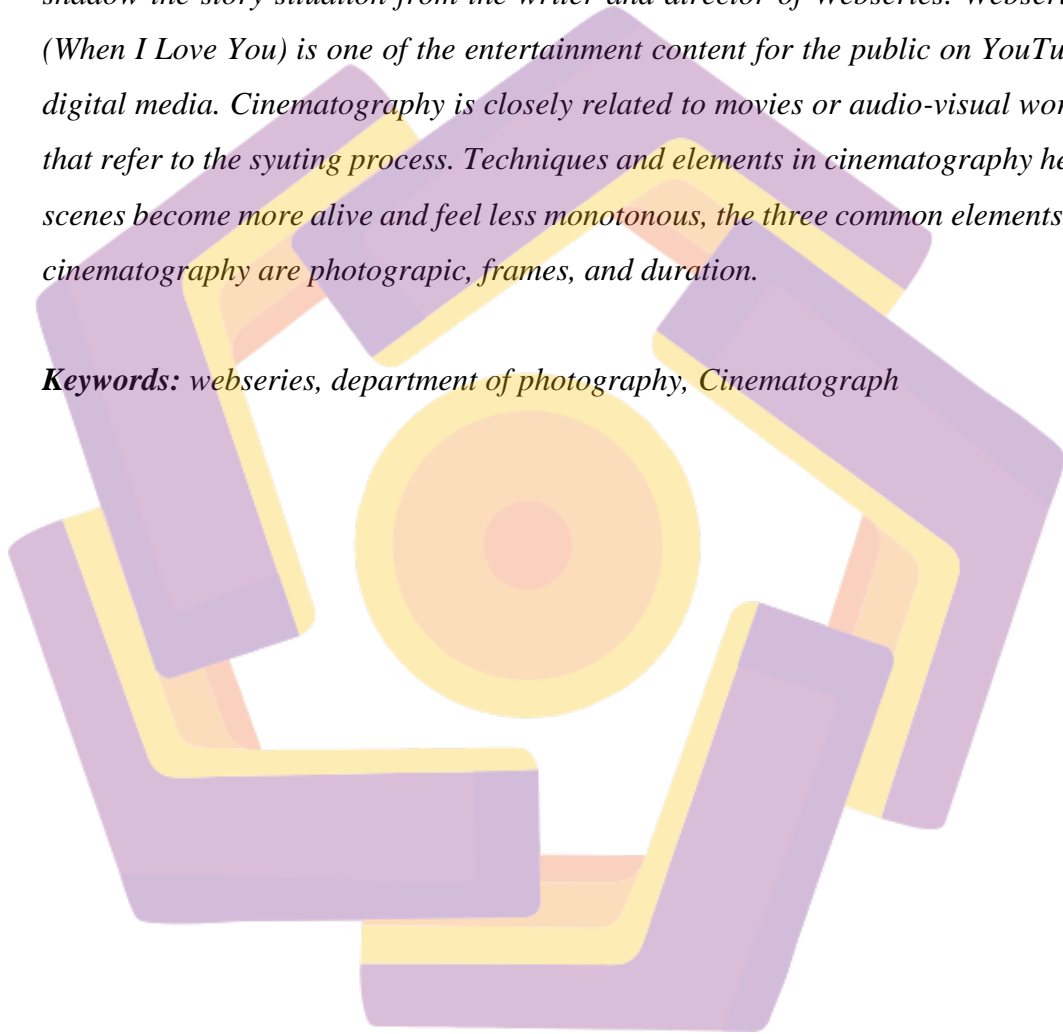 shadow the story situation from the writer and director of Webseries. Webseri
(When I Love You) is one of the entertainment content for the public on YouTu
digital media. Cinematography is closely related to movies or audio-visual wor
that refer to the syuting process. Techniques and elements in cinematography he
scenes become more alive and feel less monotonous, the three common elements
cinematography are photograpic, frames, and duration.
Keywords: webseries, department of photography, Cinematograph